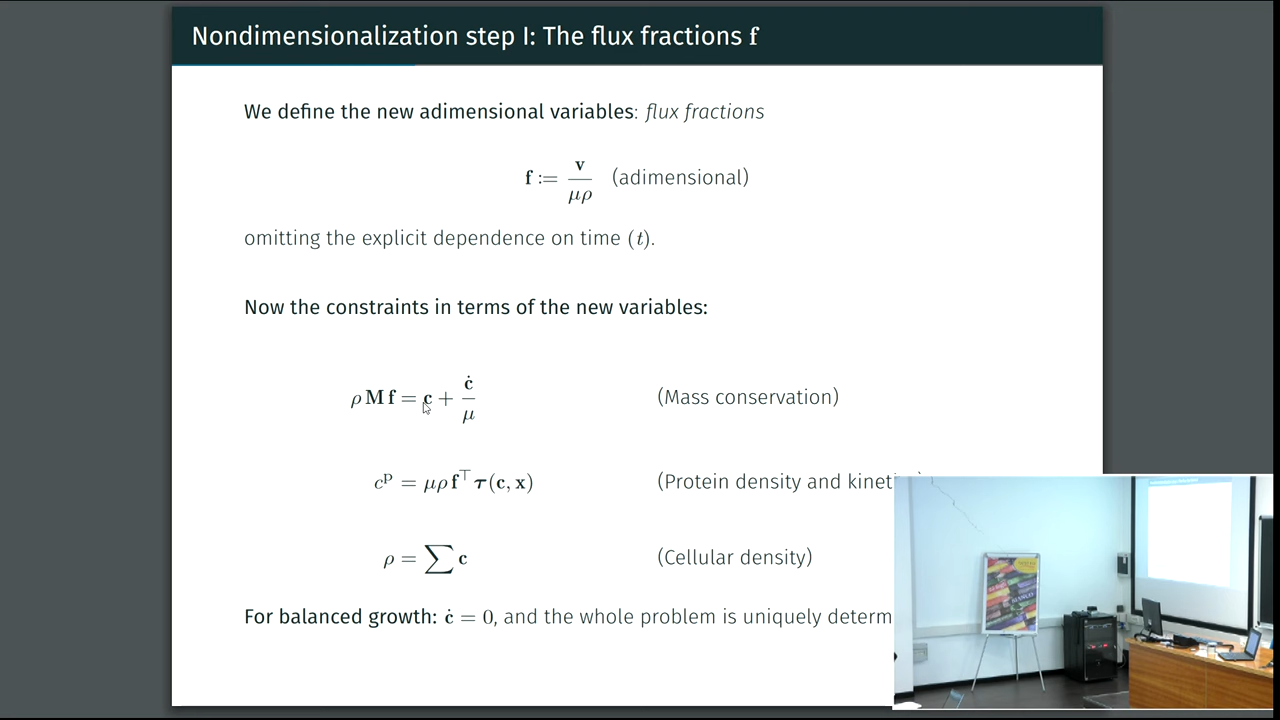 Nondimensionalization step I: The flux fractions f
We define the new adimensional variables: flux fractions
f := v/(μρ) (adimensional)
omitting the explicit dependence on time (t).
Now the constraints in terms of the new variables:
ρ M f = c + ċ/μ (Mass conservation)
cᵖ = μρ f⊤ τ(c, x) (Protein density and kinet
ρ = ∑ c (Cellular density)
For balanced growth: ċ = 0, and the whole problem is uniquely determ